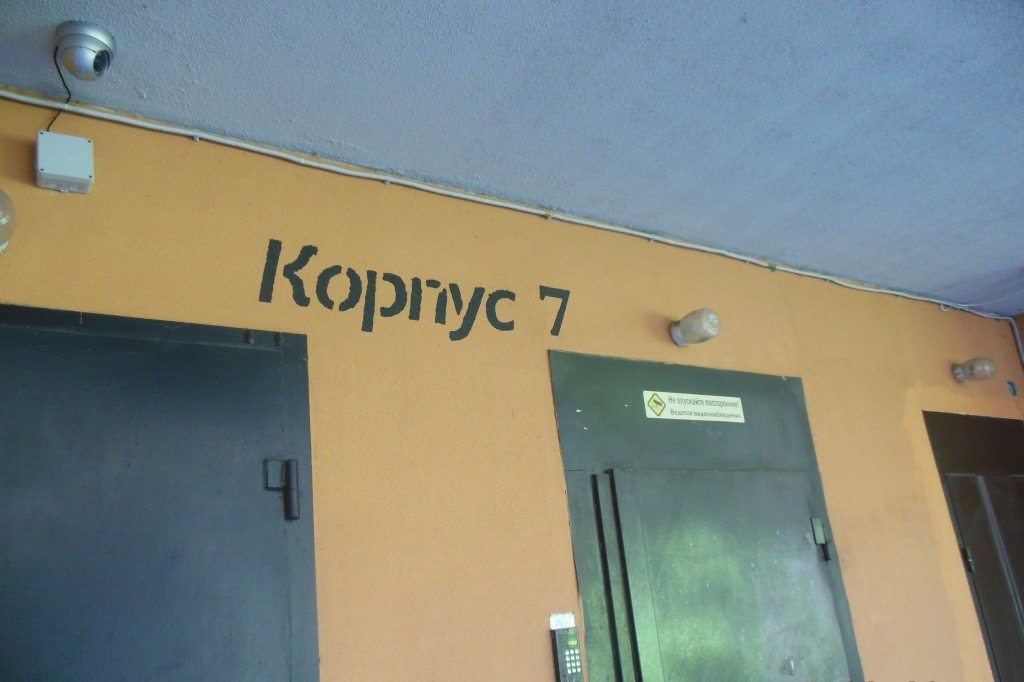 Корпус 7
Не впускайте посторонних!
Ведется видеонаблюдение